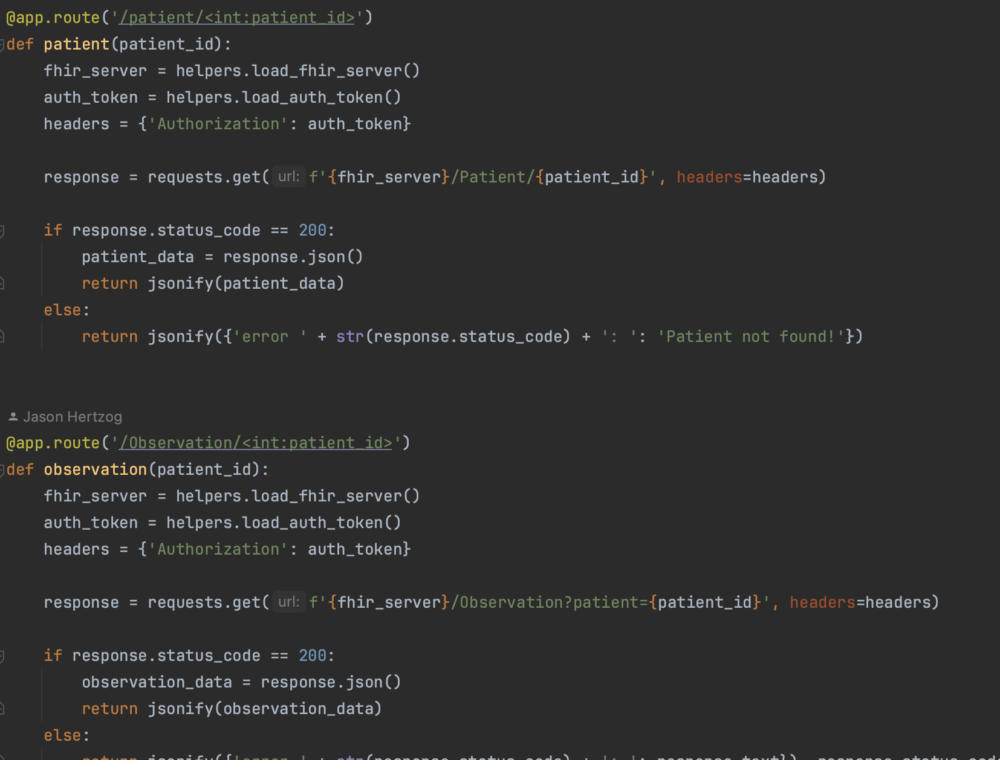 @app.route('/patient/<int:patient_id>')
def patient(patient_id):
    fhir_server = helpers.load_fhir_server()
    auth_token = helpers.load_auth_token()
    headers = {'Authorization': auth_token}
    response = requests.get( url: f'{fhir_server}/Patient/{patient_id}', headers=headers)
    if response.status_code == 200:
        patient_data = response.json()
        return jsonify(patient_data)
    else:
        return jsonify({'error ' + str(response.status_code) + ': ': 'Patient not found!'})
Jason Hertzog
@app.route('/Observation/<int:patient_id>')
def observation(patient_id):
    fhir_server = helpers.load_fhir_server()
    auth_token = helpers.load_auth_token()
    headers = {'Authorization': auth_token}
    response = requests.get( url: f'{fhir_server}/Observation?patient={patient_id}', headers=headers)
    if response.status_code == 200:
        observation_data = response.json()
        return jsonify(observation_data)
    else:
        return jsonify({'error ' + str(response.status_code) + ': ': response.text}), response.status_code